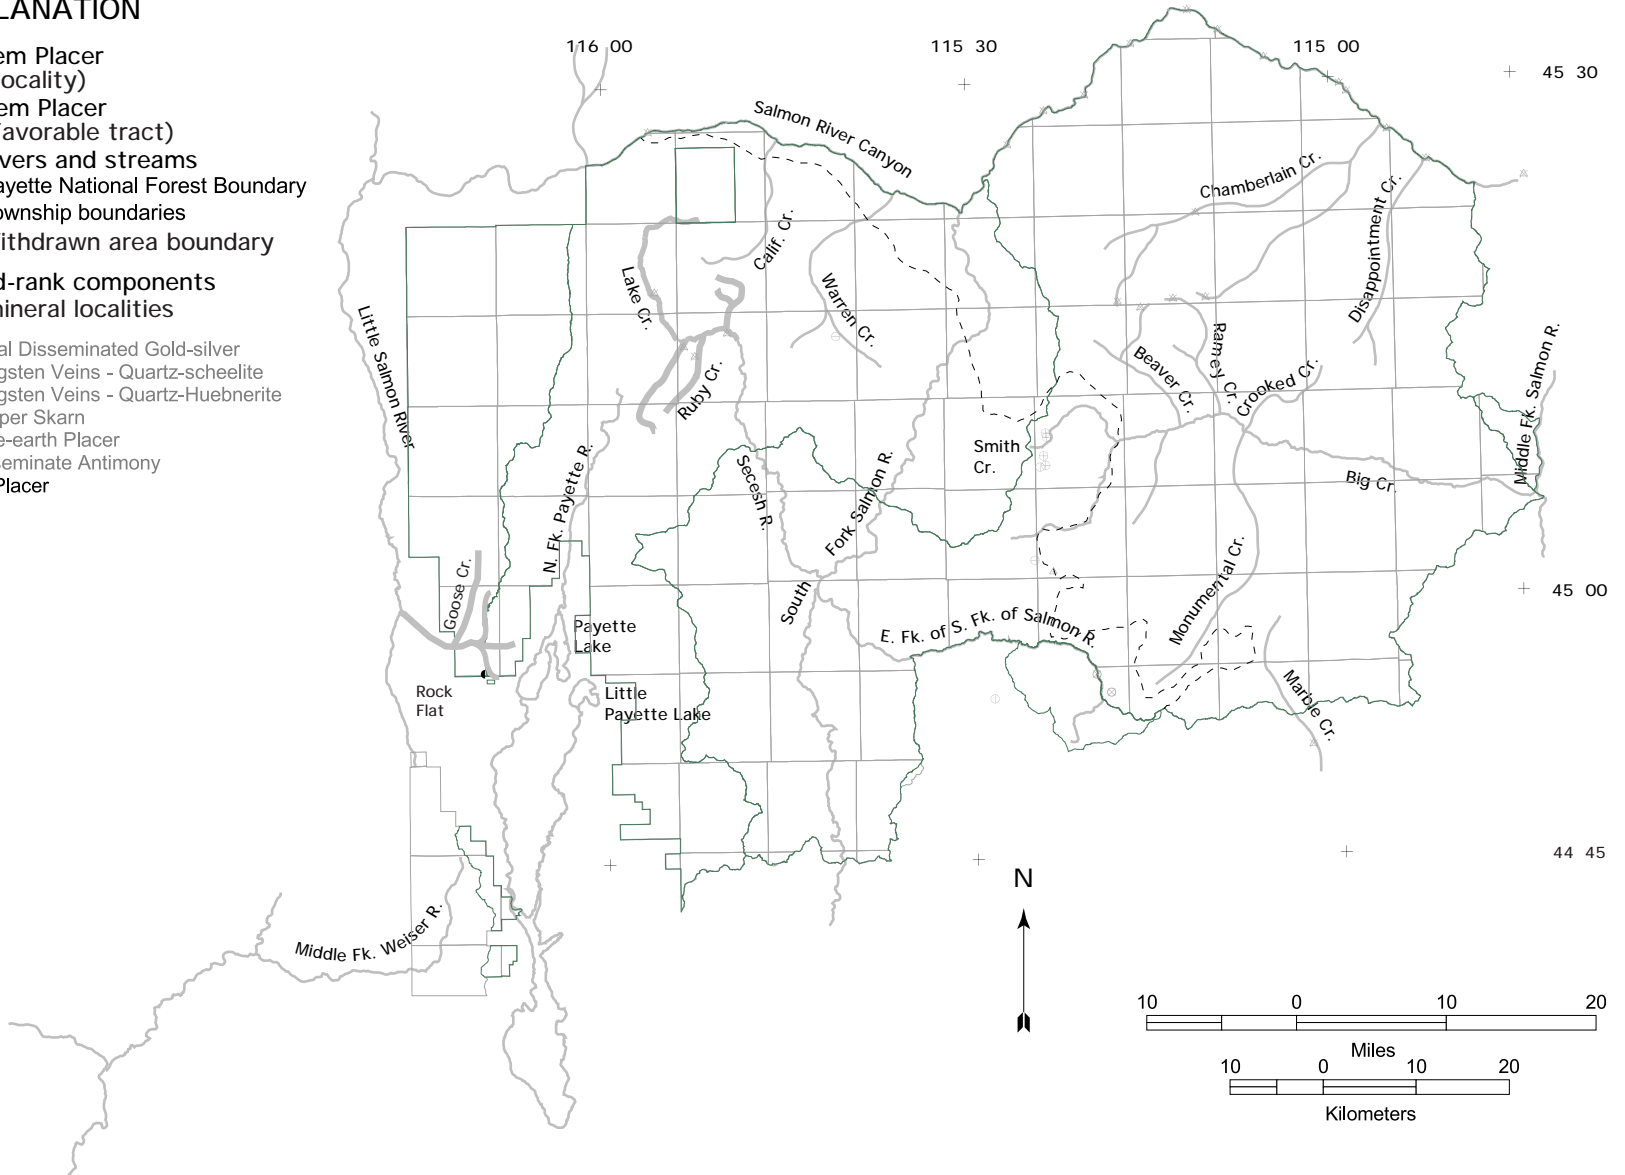 LANATION
em Placer
ocality)
em Placer
avorable tract)
vers and streams
ayette National Forest Boundary
ownship boundaries
ithdrawn area boundary
d-rank components
ineral localities
al Disseminated Gold-silver
gsten Veins - Quartz-scheelite
gsten Veins - Quartz-Huebnerite
per Skarn
e-earth Placer
seminate Antimony
Placer
116 00
115 30
115 00
45 30
Salmon River Canyon
Chamberlain Cr.
Disappointment Cr.
Calif. Cr.
Lake Cr.
Warren Cr.
Little Salmon River
Ramey Cr.
Beaver Cr.
Crooked Cr.
Middle Fk. Salmon R.
Ruby Cr.
Smith
Cr.
Big Cr.
N. Fk. Payette R.
Secesh R.
Fork Salmon R.
South
Goose Cr.
Monumental Cr.
45 00
Payette
Lake
E. Fk. of S. Fk. of Salmon R.
Rock
Flat
Little
Payette Lake
Marble Cr.
44 45
N
Middle Fk. Weiser R.
10 0 10 20
Miles
10 0 10 20
Kilometers